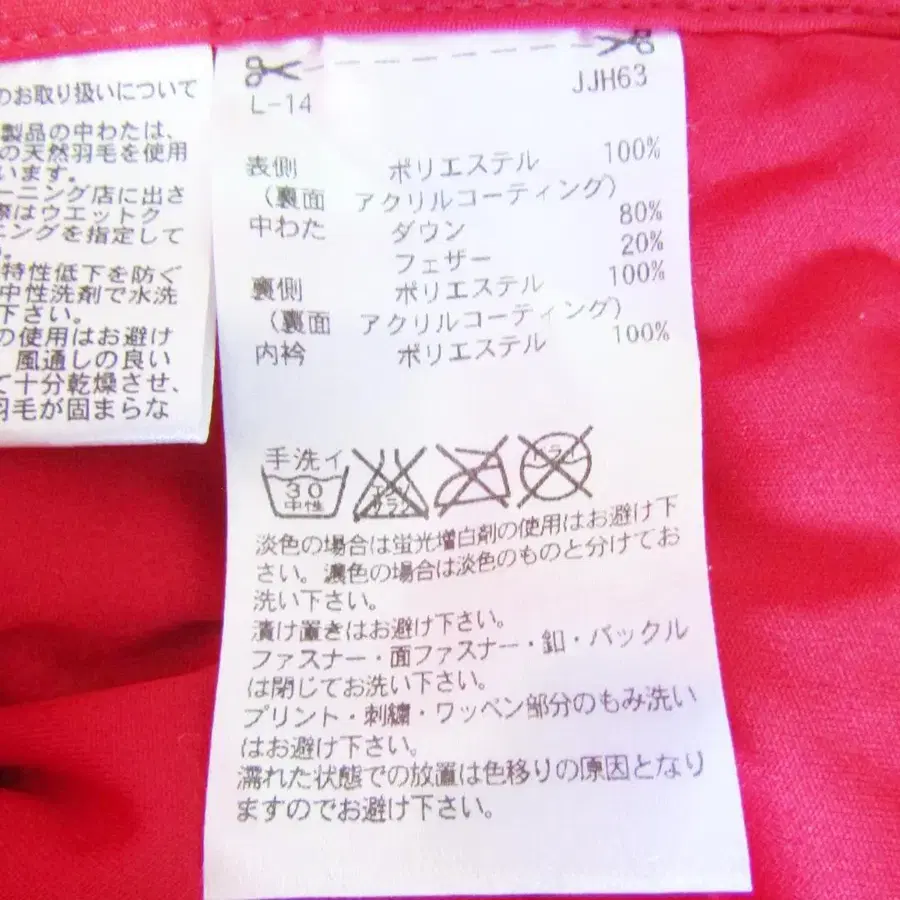 のお取り扱いについて
製品の中わたは、
の天然羽毛を使用
います。
ーニング店に出さ
際はウエットク
ニングを指定して
特性低下を防ぐ
中性洗剤で水洗
下さい。
の使用はお避け
風通しの良い
て十分乾燥させ、
羽毛が固まらな
L-14 JJH63
表側 ポリエステル 100%
(裏面 アクリルコーティング)
中わた ダウン 80%
フェザー 20%
裏側 ポリエステル 100%
(裏面 アクリルコーティング)
内衿 ポリエステル 100%
手洗イ
30
中性
エンソ
サラシ
ドライ
淡色の場合は蛍光増白剤の使用はお避け下
さい。濃色の場合は淡色のものと分けてお
洗い下さい。
漬け置きはお避け下さい。
ファスナー・面ファスナー・釦・バックル
は閉じてお洗い下さい。
プリント・刺繍・ワッペン部分のもみ洗い
はお避け下さい。
濡れた状態での放置は色移りの原因となり
ますのでお避け下さい。